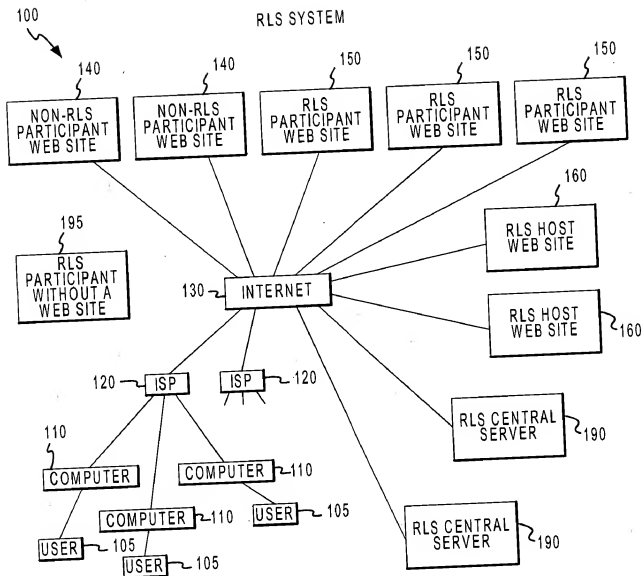 100
RLS SYSTEM
140
140
150
150
150
NON-RLS
PARTICIPANT
WEB SITE
NON-RLS
PARTICIPANT
WEB SITE
RLS
PARTICIPANT
WEB SITE
RLS
PARTICIPANT
WEB SITE
RLS
PARTICIPANT
WEB SITE
160
RLS HOST
WEB SITE
195
RLS
PARTICIPANT
WITHOUT A
WEB SITE
130
INTERNET
RLS HOST
WEB SITE
160
120
ISP
ISP
120
RLS CENTRAL
SERVER
190
110
COMPUTER
COMPUTER
110
COMPUTER
110
USER
105
RLS CENTRAL
SERVER
190
USER
105
USER
105